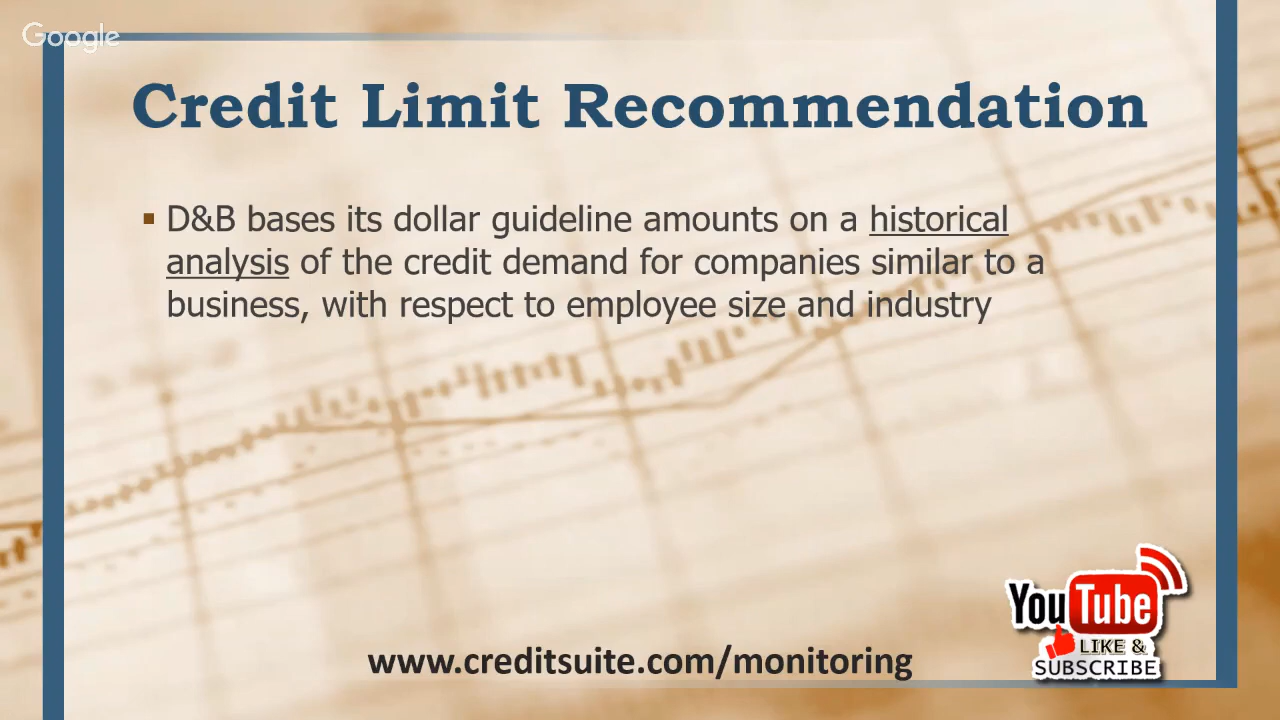 Google
Credit Limit Recommendation
▪ D&B bases its dollar guideline amounts on a historical
analysis of the credit demand for companies similar to a
business, with respect to employee size and industry
YouTube
LIKE &
SUBSCRIBE
www.creditsuite.com/monitoring